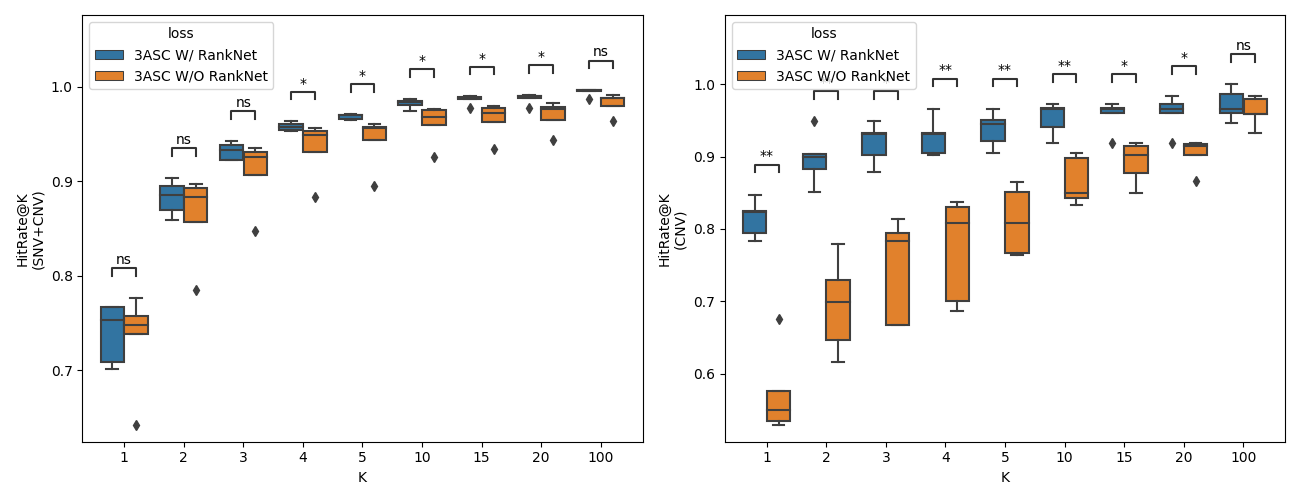 loss
3ASC W/ RankNet
3ASC W/O RankNet
ns
ns
ns
*
*
*
*
*
ns
1.0
0.9
0.8
0.7
HitRate@K
(SNV+CNV)
1 2 3 4 5 10 15 20 100
K
loss
3ASC W/ RankNet
3ASC W/O RankNet
**
**
**
**
*
*
ns
1.0
0.9
0.8
0.7
0.6
HitRate@K
(CNV)
1 2 3 4 5 10 15 20 100
K